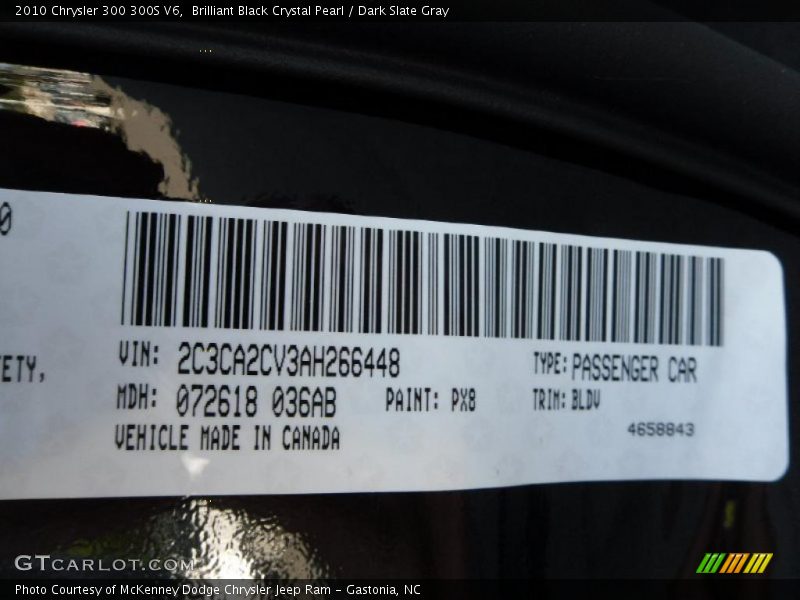 2010 Chrysler 300 300S V6, Brilliant Black Crystal Pearl / Dark Slate Gray
0
ETY,
VIN: 2C3CA2CV3AH266448
TYPE: PASSENGER CAR
MDH: 072618 036AB
PAINT: PX8
TRIM: BLDV
VEHICLE MADE IN CANADA
4658843
GTCARLOT.COM
Photo Courtesy of McKenney Dodge Chrysler Jeep Ram - Gastonia, NC